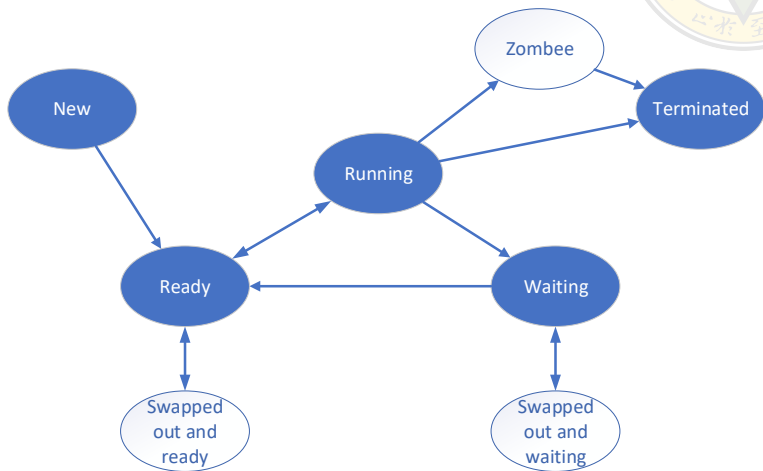 Zombee
New
Terminated
Running
Ready
Waiting
Swapped
out and
ready
Swapped
out and
waiting